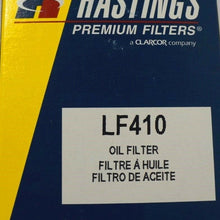 HASTINGS
PREMIUM FILTERS®
a CLARCOR company
LF410
OIL FILTER
FILTRE À HUILE
FILTRO DE ACEITE